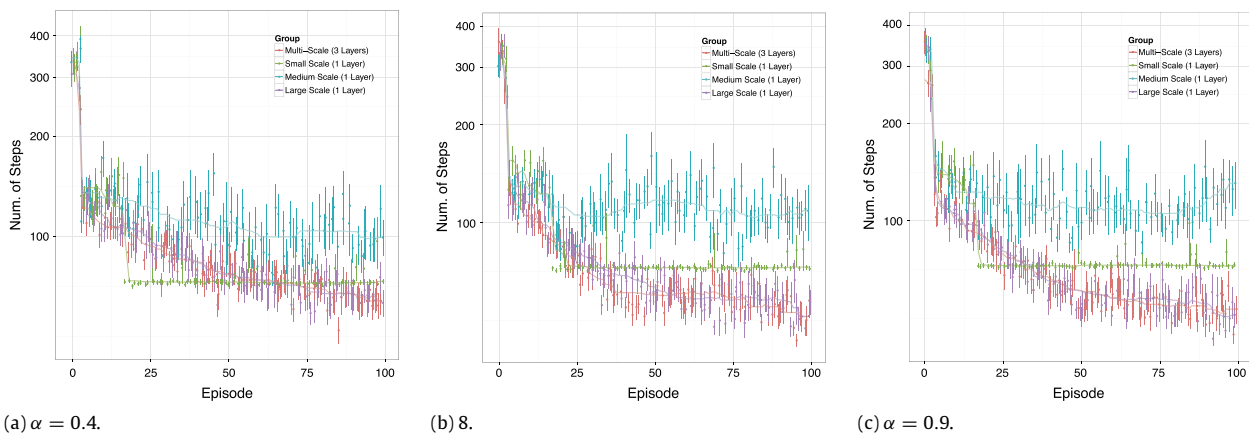 400
300
200
100
Num. of Steps
Group
Multi–Scale (3 Layers)
Small Scale (1 Layer)
Medium Scale (1 Layer)
Large Scale (1 Layer)
0
25
50
75
100
Episode
(a) α = 0.4.
400
300
200
100
Num. of Steps
Group
Multi–Scale (3 Layers)
Small Scale (1 Layer)
Medium Scale (1 Layer)
Large Scale (1 Layer)
0
25
50
75
100
Episode
(b) 8.
400
300
200
100
Num. of Steps
Group
Multi–Scale (3 Layers)
Small Scale (1 Layer)
Medium Scale (1 Layer)
Large Scale (1 Layer)
0
25
50
75
100
Episode
(c) α = 0.9.